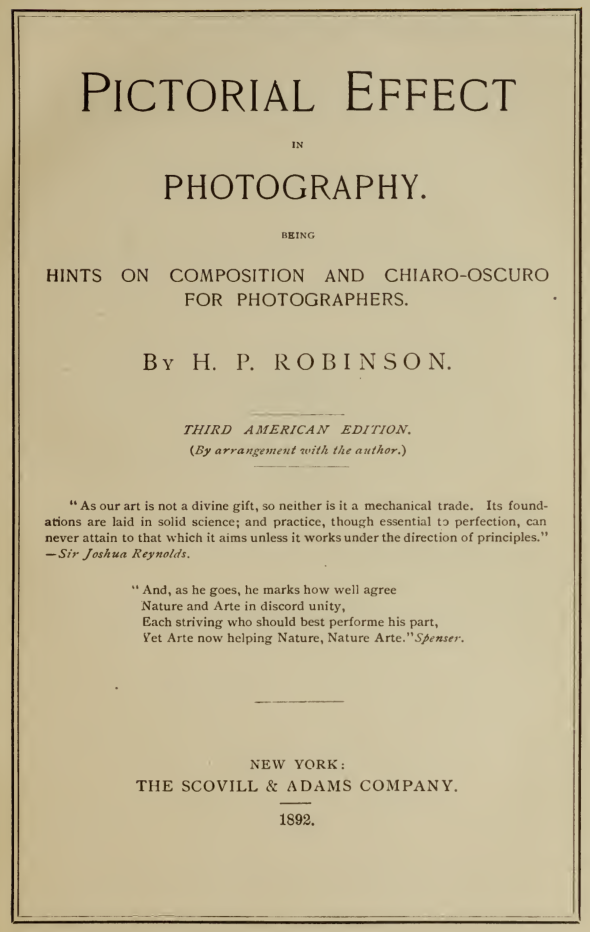 PICTORIAL EFFECT
IN
PHOTOGRAPHY.
BEING
HINTS ON COMPOSITION AND CHIARO-OSCURO
FOR PHOTOGRAPHERS.
BY H. P. ROBINSON.
THIRD AMERICAN EDITION.
(By arrangement with the author.)
“ As our art is not a divine gift, so neither is it a mechanical trade. Its found-
ations are laid in solid science; and practice, though essential to perfection, can
never attain to that which it aims unless it works under the direction of principles.”
—Sir Joshua Reynolds.
“ And, as he goes, he marks how well agree
Nature and Arte in discord unity,
Each striving who should best performe his part,
Yet Arte now helping Nature, Nature Arte.” Spenser.
NEW YORK:
THE SCOVILL & ADAMS COMPANY.
1892.